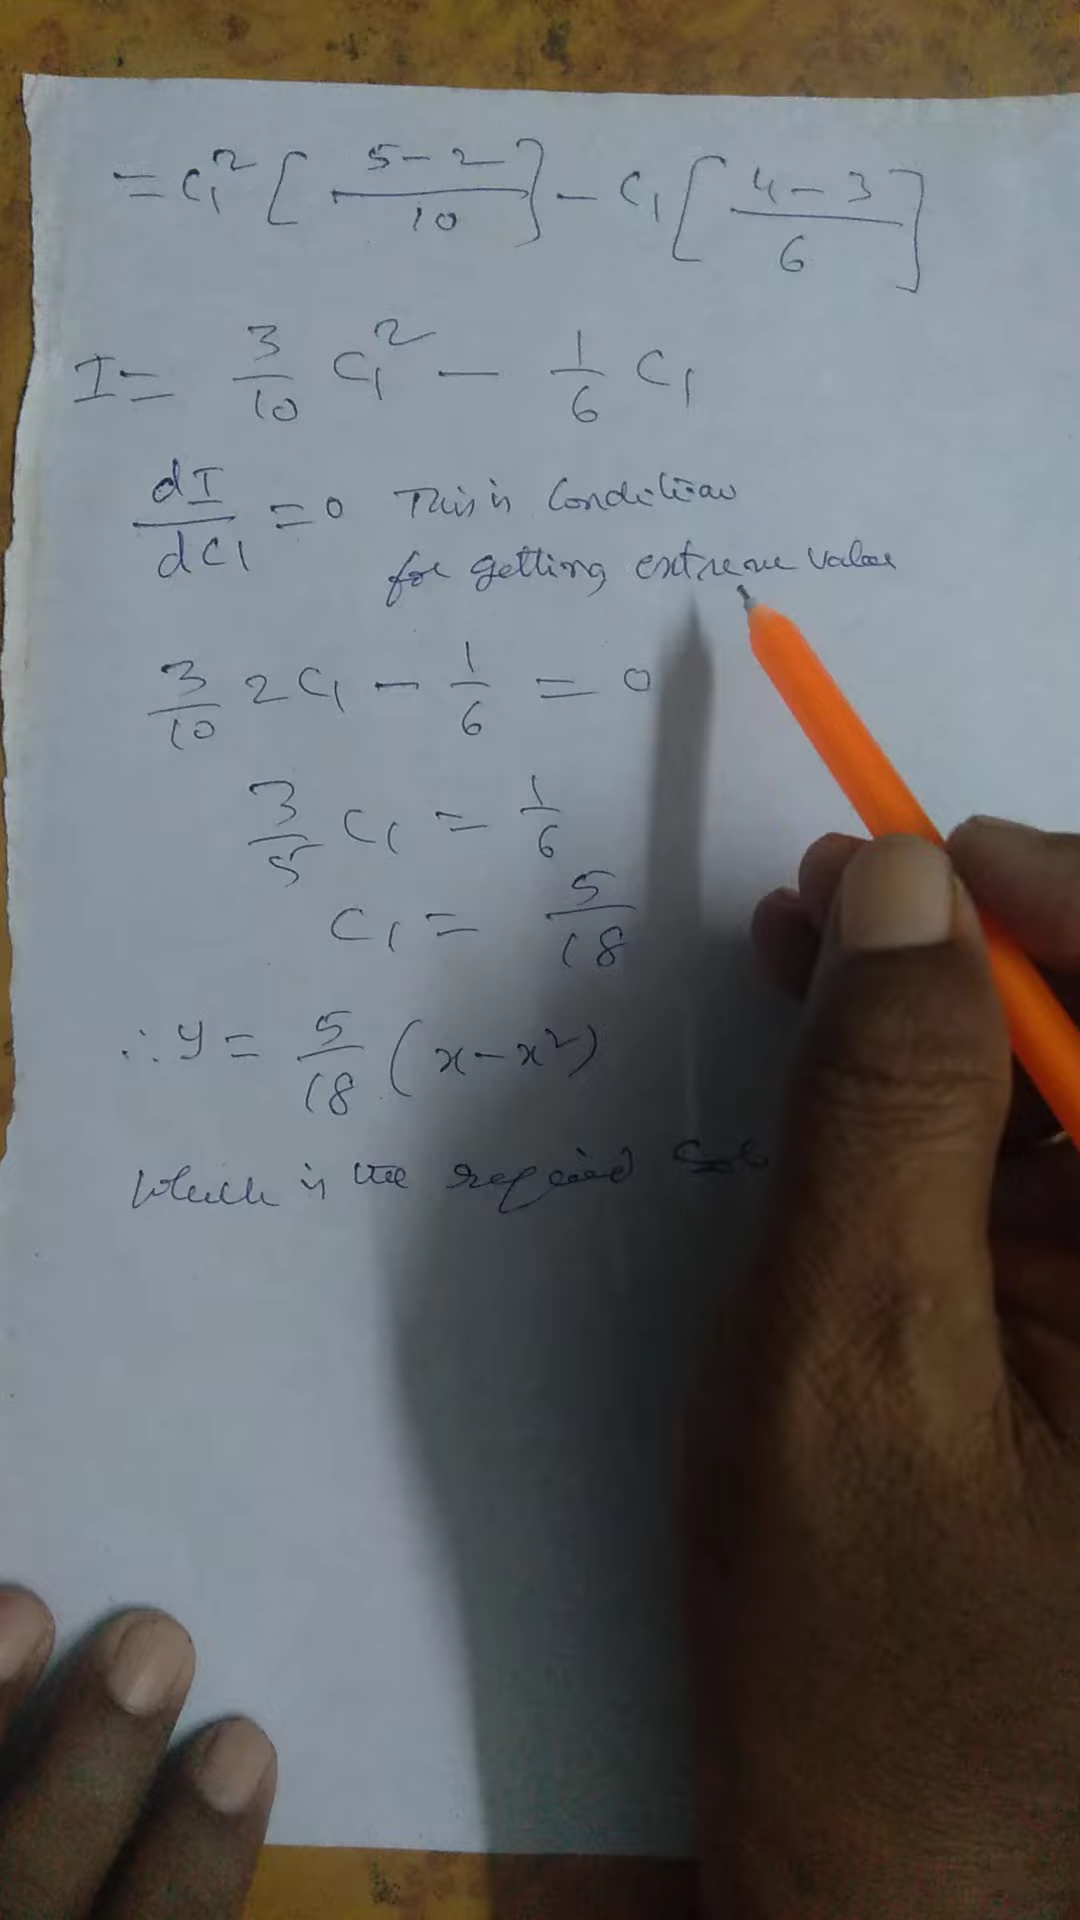 = C₁² [ (5-2)/10 ] - C₁ [ (4-3)/6 ]
I = 3/10 C₁² - 1/6 C₁
dI/dC₁ = 0 This is Condition
for getting extreme value
3/10 2C₁ - 1/6 = 0
3/5 C₁ = 1/6
C₁ = 5/18
∴ y = 5/18 (x - x²)
Which is the required